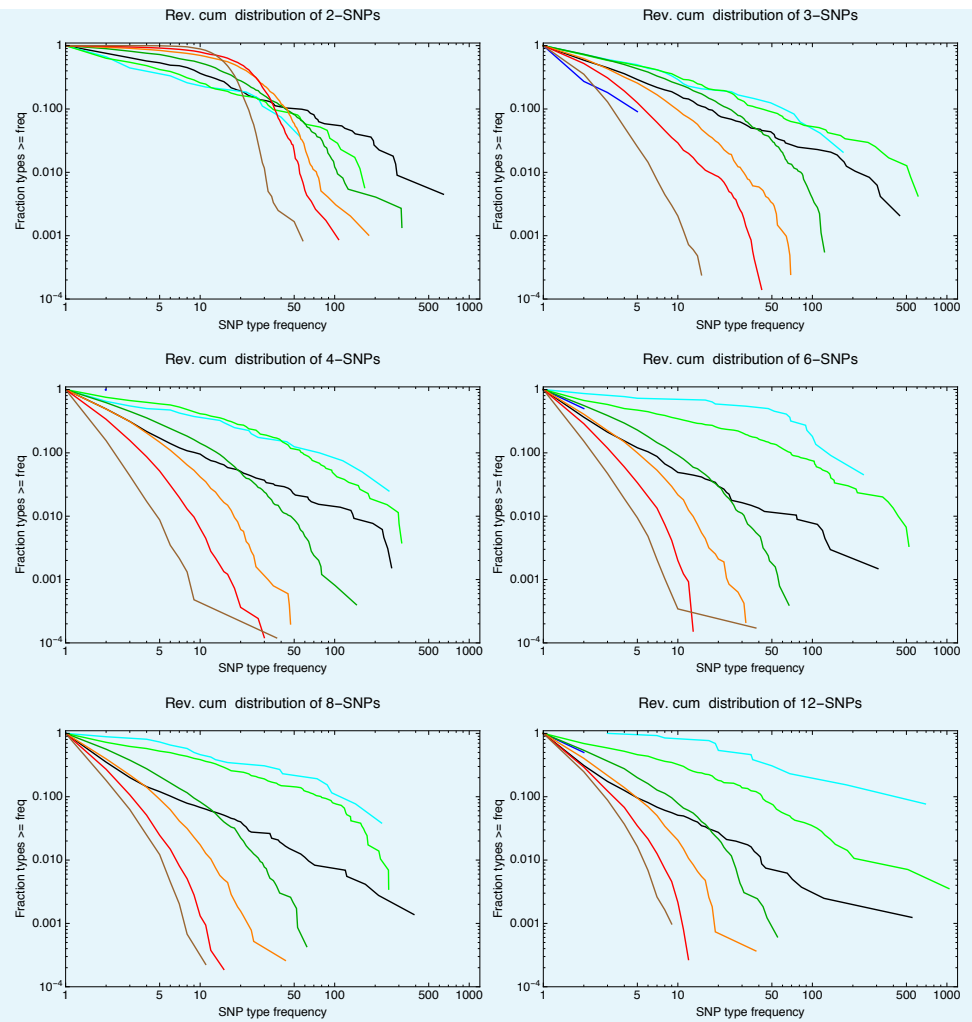 Rev. cum distribution of 2-SNPs
Fraction types >= freq
1
0.100
0.010
0.001
10⁻⁴
1 5 10 50 100 500 1000
SNP type frequency
Rev. cum distribution of 3-SNPs
Fraction types >= freq
1
0.100
0.010
0.001
10⁻⁴
1 5 10 50 100 500 1000
SNP type frequency
Rev. cum distribution of 4-SNPs
Fraction types >= freq
1
0.100
0.010
0.001
10⁻⁴
1 5 10 50 100 500 1000
SNP type frequency
Rev. cum distribution of 6-SNPs
Fraction types >= freq
1
0.100
0.010
0.001
10⁻⁴
1 5 10 50 100 500 1000
SNP type frequency
Rev. cum distribution of 8-SNPs
Fraction types >= freq
1
0.100
0.010
0.001
10⁻⁴
1 5 10 50 100 500 1000
SNP type frequency
Rev. cum distribution of 12-SNPs
Fraction types >= freq
1
0.100
0.010
0.001
10⁻⁴
1 5 10 50 100 500 1000
SNP type frequency